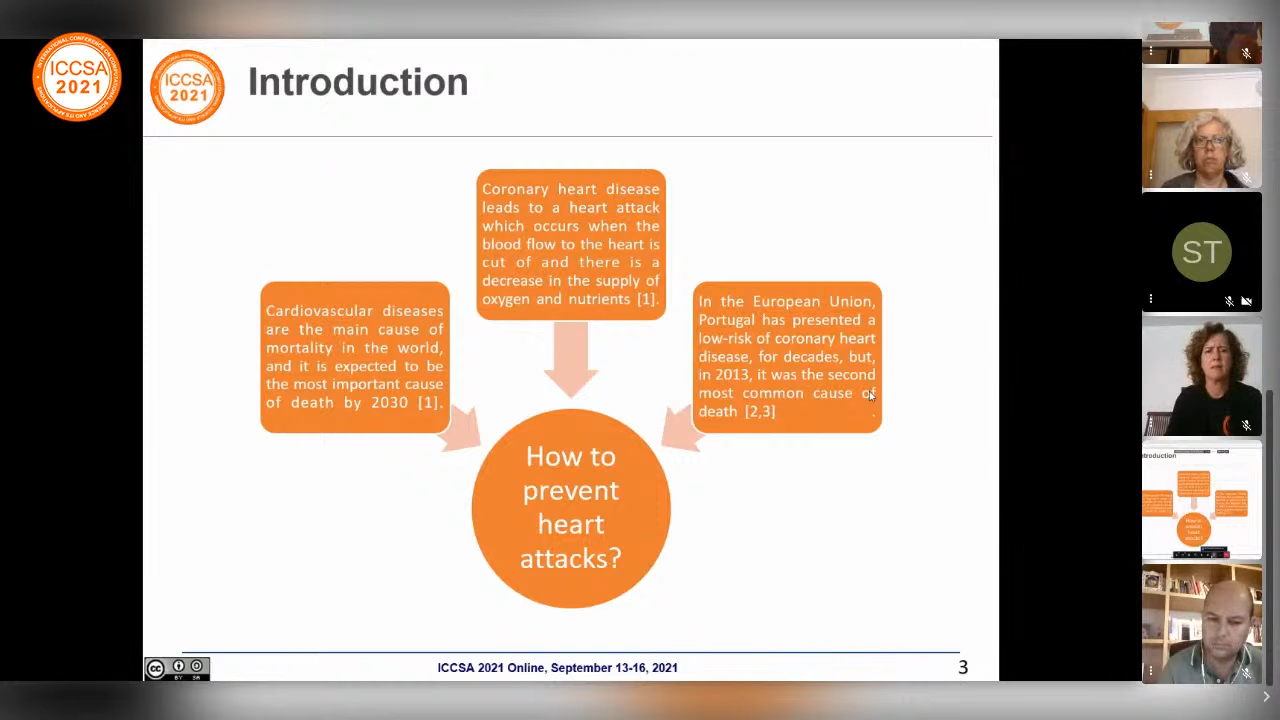 ICCSA
2021
ICCSA
2021
Introduction
Coronary heart disease
leads to a heart attack
which occurs when the
blood flow to the heart is
cut of and there is a
decrease in the supply of
oxygen and nutrients [1].
Cardiovascular diseases
are the main cause of
mortality in the world,
and it is expected to be
the most important cause
of death by 2030 [1].
In the European Union,
Portugal has presented a
low-risk of coronary heart
disease, for decades, but,
in 2013, it was the second
most common cause of
death [2,3] .
How to
prevent
heart
attacks?
ICCSA 2021 Online, September 13-16, 2021
3
CC
BY SA
ST